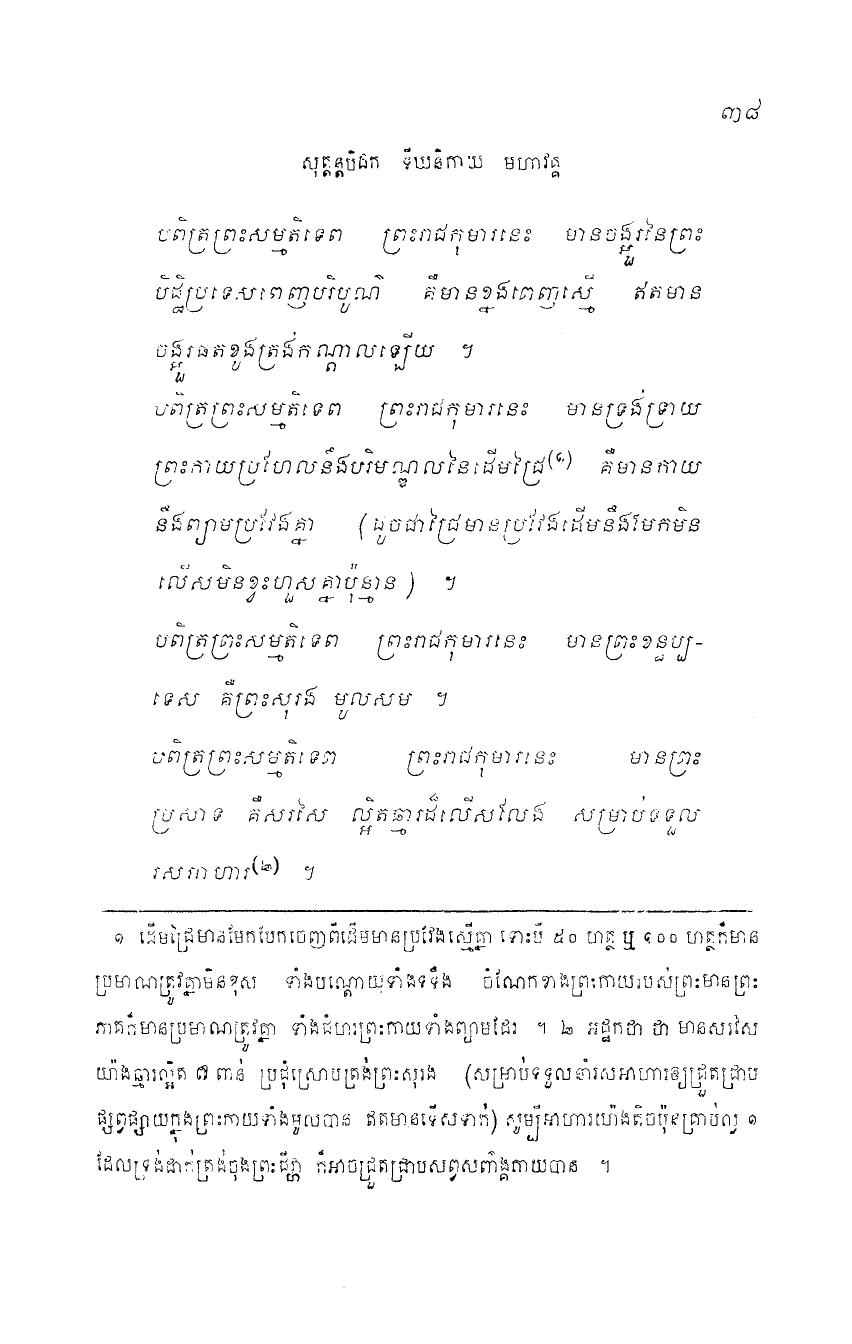 ៣៨
សុត្តន្តបិដក ទីឃនិកាយ មហាវគ្គ
បពិត្រព្រះសម្មតិទេព ព្រះរាជកុមារនេះ មានចង្អួរនៃព្រះ
បិដ្ឋិប្រទេសពេញបរិបូណ៌ គឺមានខ្នងពេញស្មើ ឥតមាន
ចង្អួរធតខូងត្រង់កណ្តាលឡើយ ។
បពិត្រព្រះសម្មតិទេព ព្រះរាជកុមារនេះ មានទ្រង់ទ្រាយ
ព្រះកាយប្រហែលនឹងបរិមណ្ឌលនៃដើមជ្រៃ(១) គឺមានកាយ
នឹងព្យាមប្រវែងគ្នា (ដូចជាជ្រៃមានប្រវែងដើមនឹងមែកមិន
លើសមិនខ្វះហួសគ្នាប៉ុន្មាន) ។
បពិត្រព្រះសម្មតិទេព ព្រះរាជកុមារនេះ មានព្រះខន្ធប្ប-
ទេស គឺព្រះសុរង មូលសម ។
បពិត្រព្រះសម្មតិទេព ព្រះរាជកុមារនេះ មានព្រះ
ប្រសាទ គឺសរសៃ ល្អិតឆ្មារដ៏លើសលែង សម្រាប់ទទួល
រសអាហារ(២) ។
១ ដើមជ្រៃមានមែកបែកចេញពីដើមមានប្រវែងស្មើគ្នា ទោះបី ៥០ ហត្ថ ឬ ១០០ ហត្ថក៏មាន
ប្រមាណត្រូវគ្នាមិនខុស ទាំងបណ្តោយទាំងទទឹង ចំណែកខាងព្រះកាយរបស់ព្រះមានព្រះ
ភាគក៏មានប្រមាណត្រូវគ្នា ទាំងជំហរព្រះកាយទាំងព្យាមដែរ ។ ២ អដ្ឋកថា ថា មានសរសៃ
យ៉ាងឆ្មារល្អិត ៧ ពាន់ ប្រជុំស្រោបត្រង់ព្រះសុរង (សម្រាប់ទទួលនាំរសអាហារឲ្យជ្រួតជ្រាប
ផ្សព្វផ្សាយក្នុងព្រះកាយទាំងមូលបាន ឥតមានទើសទាក់) សូម្បីអាហារយ៉ាងតិចប៉ុនគ្រាប់ល្ង ១
ដែលទ្រង់ដាក់ត្រង់ចុងព្រះជីវ្ហា ក៏អាចជ្រួតជ្រាបសព្វសព៌ាង្គកាយបាន ។